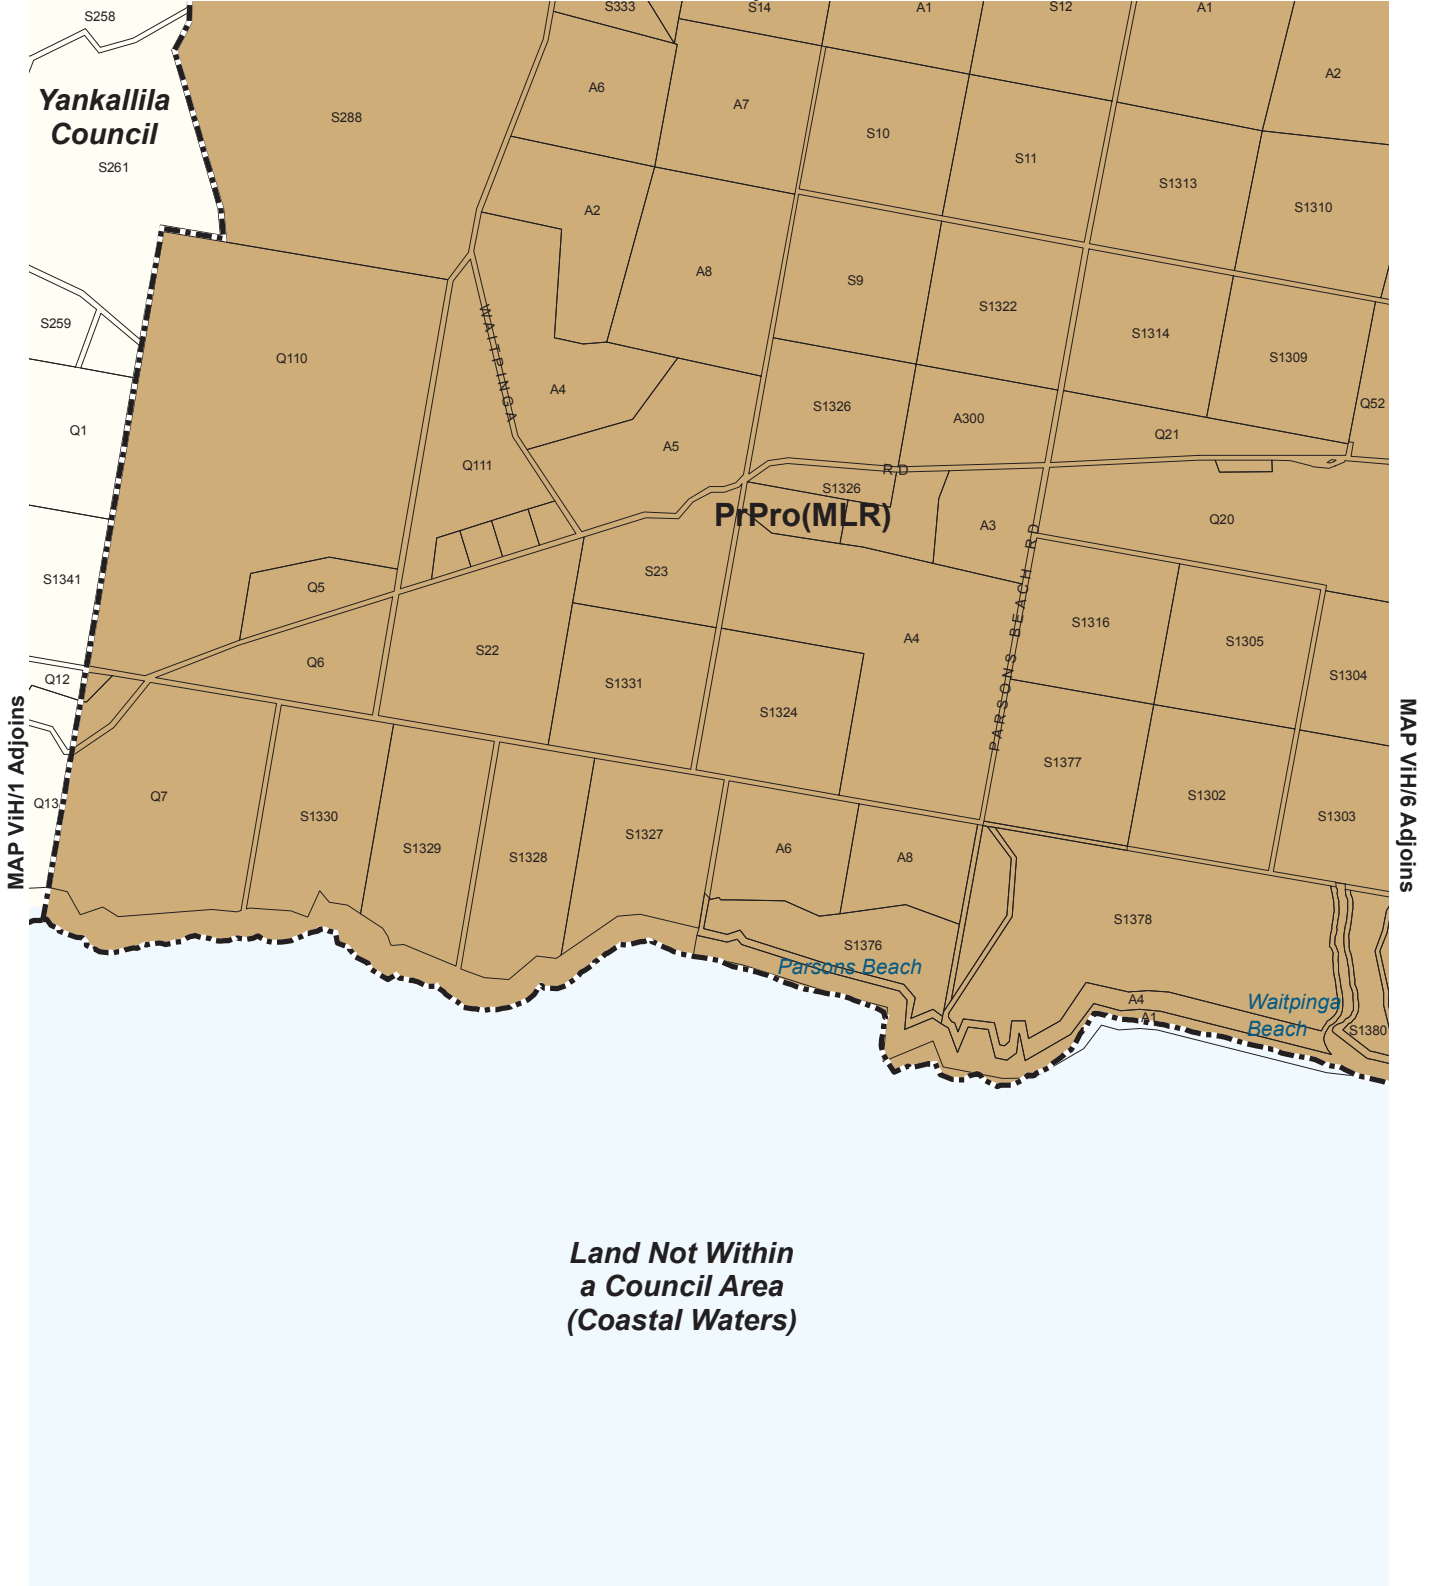 S258
S333
S14
A1
S12
A1
Yankallila
Council
S261
S288
A6
A7
S10
S11
A2
S1313
S1310
A2
A8
S9
S1322
S1314
S1309
S259
Q110
WAITPINGA
A4
S1326
A300
Q52
Q1
Q111
A5
Q21
RD
S1326
PrPro(MLR)
A3
Q20
S1341
Q5
S23
PARSONS BEACH RD
S1316
S1305
Q6
S22
A4
S1304
Q12
S1331
S1324
MAP ViH/1 Adjoins
MAP ViH/6 Adjoins
S1377
S1302
Q13
Q7
S1330
S1329
S1328
S1327
A6
A8
S1303
S1378
S1376
Parsons Beach
A4
A1
Waitpinga
Beach
S1380
Land Not Within
a Council Area
(Coastal Waters)